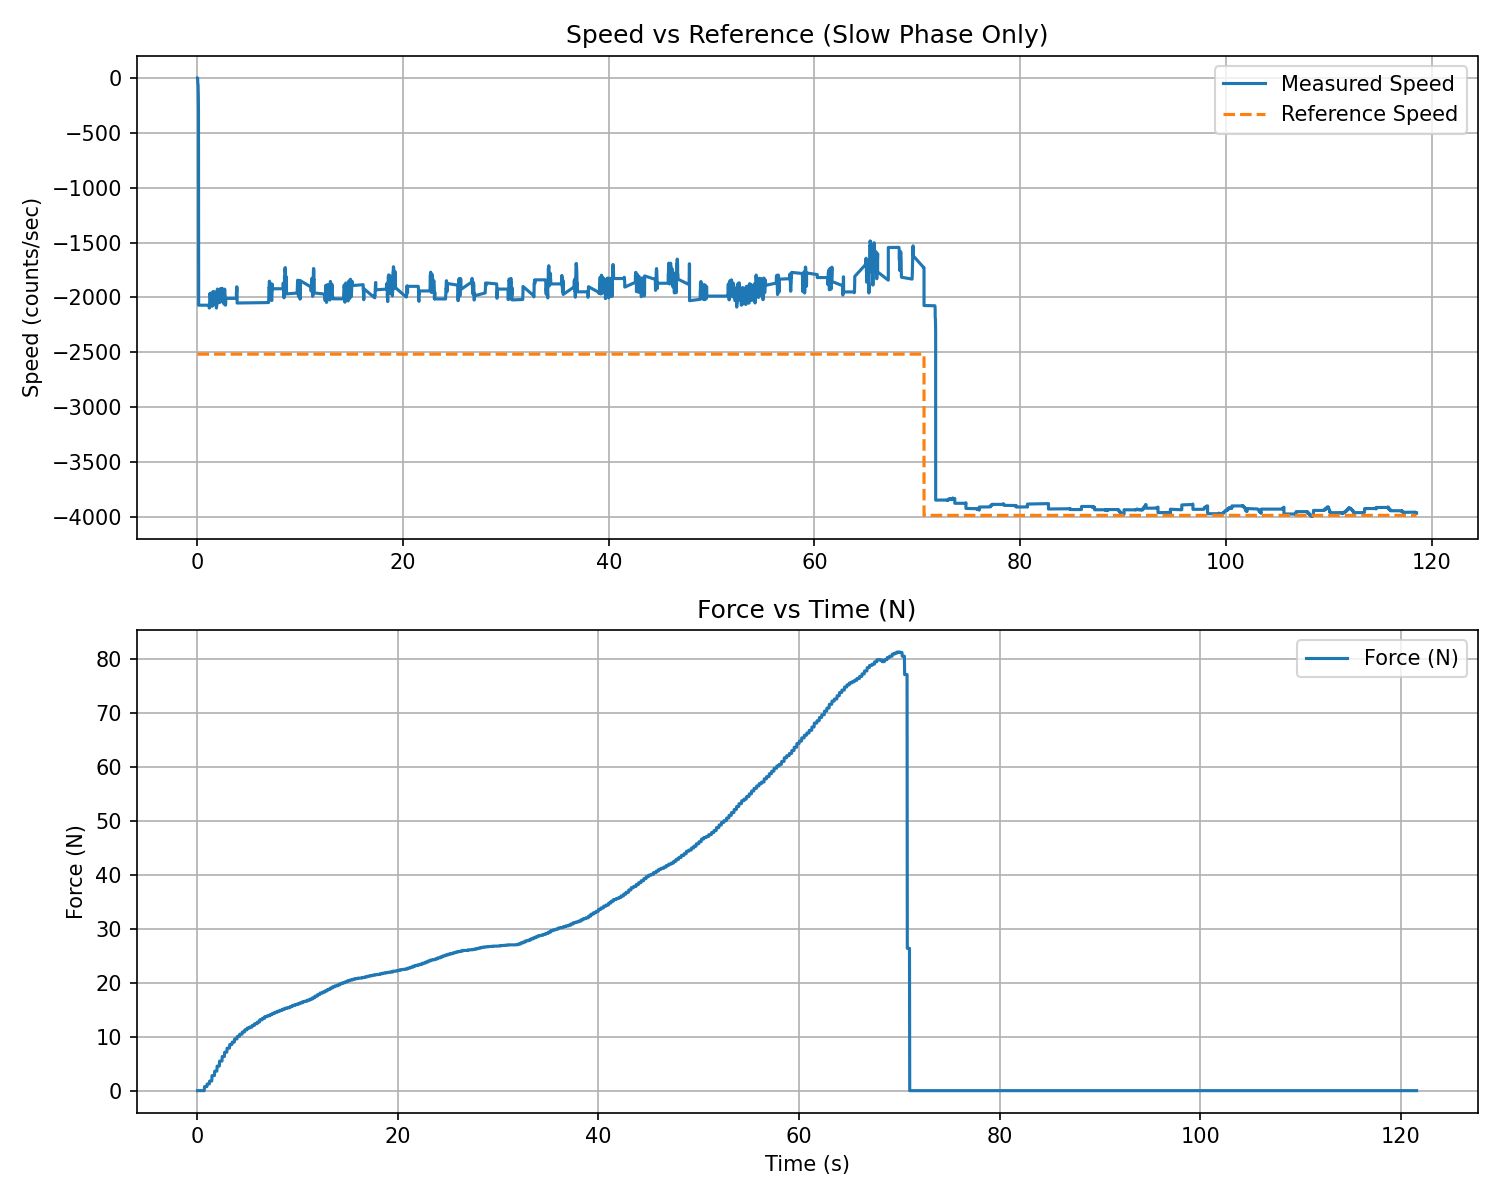 Speed vs Reference (Slow Phase Only)
Speed (counts/sec)
0
−500
−1000
−1500
−2000
−2500
−3000
−3500
−4000
Measured Speed
Reference Speed
0 20 40 60 80 100 120
Force vs Time (N)
Force (N)
80
70
60
50
40
30
20
10
0
Force (N)
0 20 40 60 80 100 120
Time (s)